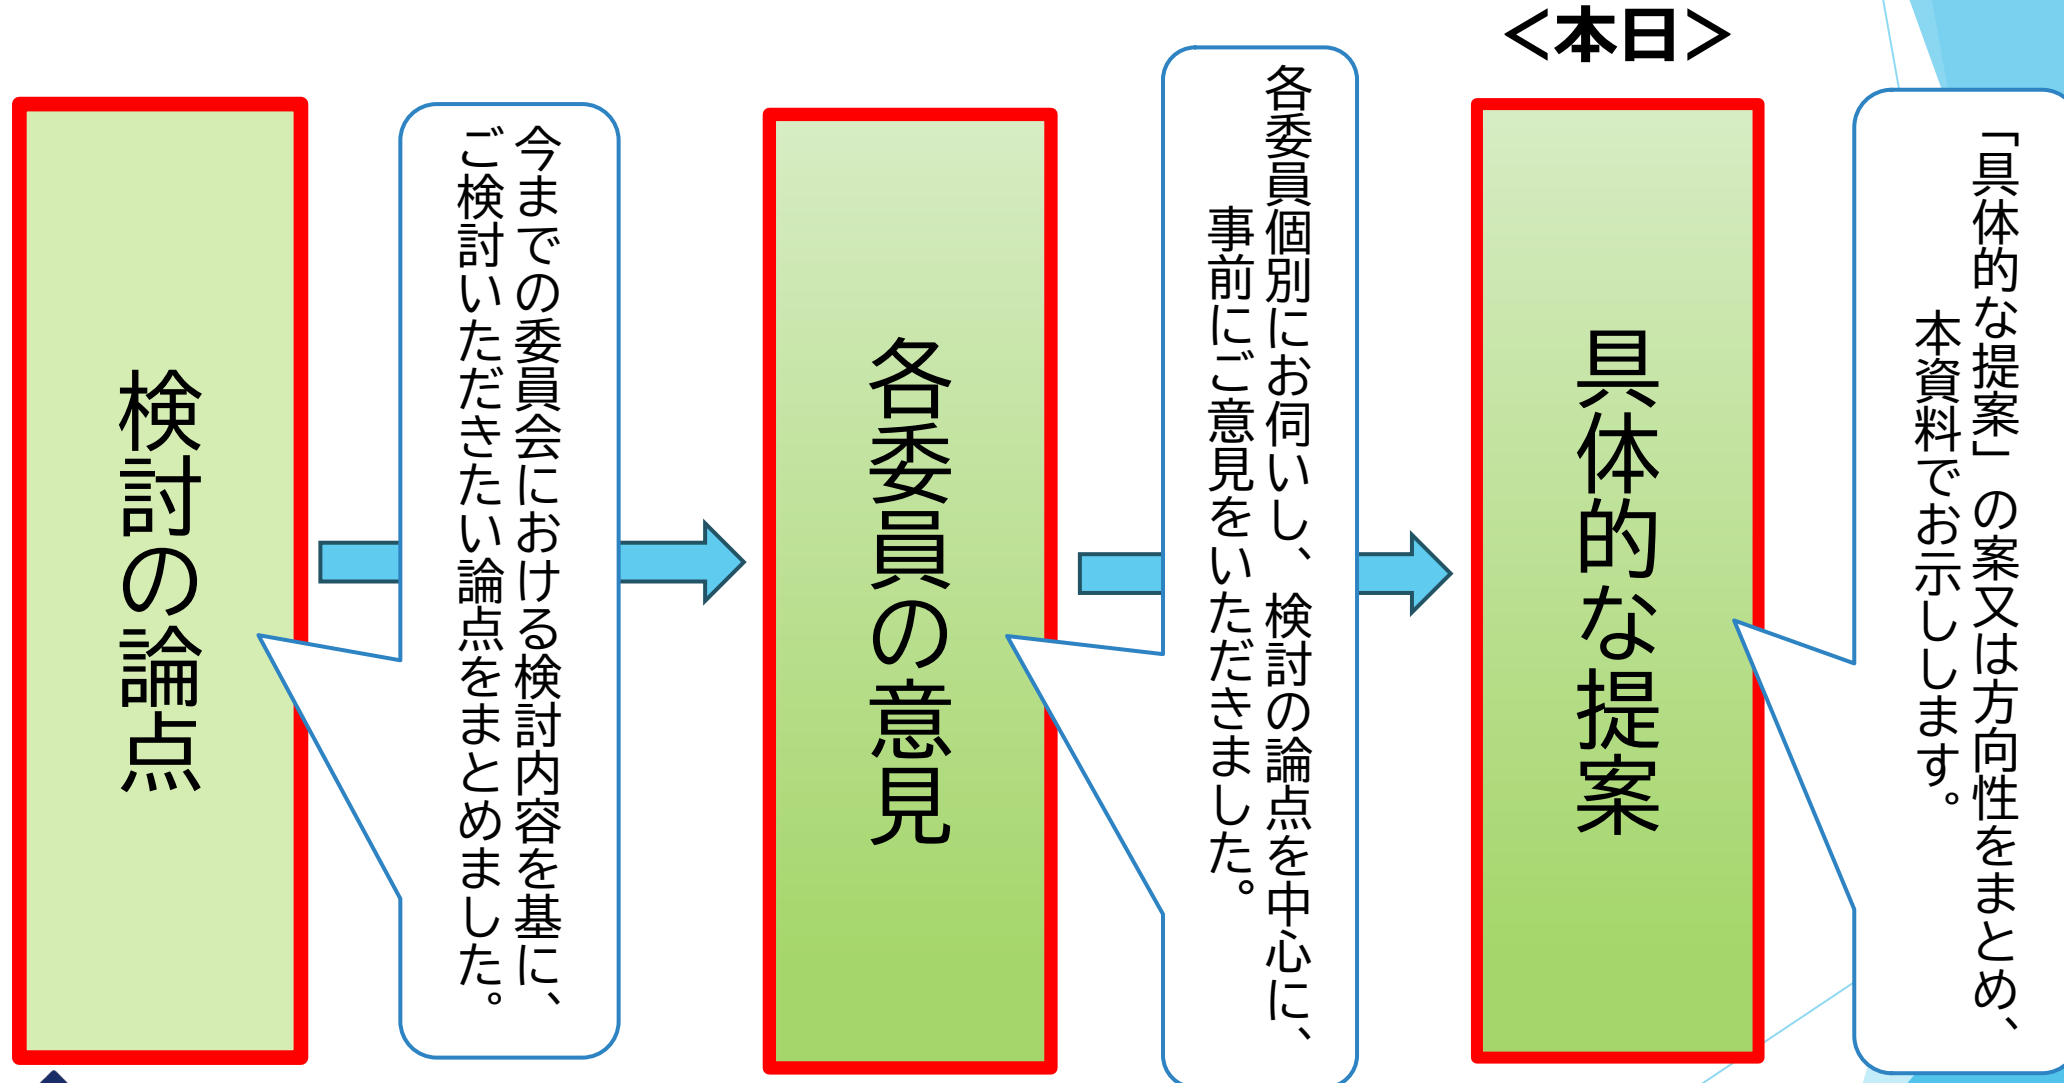 ＜本日＞
検討の論点
今までの委員会における検討内容を基に、
ご検討いただきたい論点をまとめました。
各委員の意見
各委員個別にお伺いし、検討の論点を中心に、
事前にご意見をいただきました。
具体的な提案
「具体的な提案」の案又は方向性をまとめ、
本資料でお示しします。